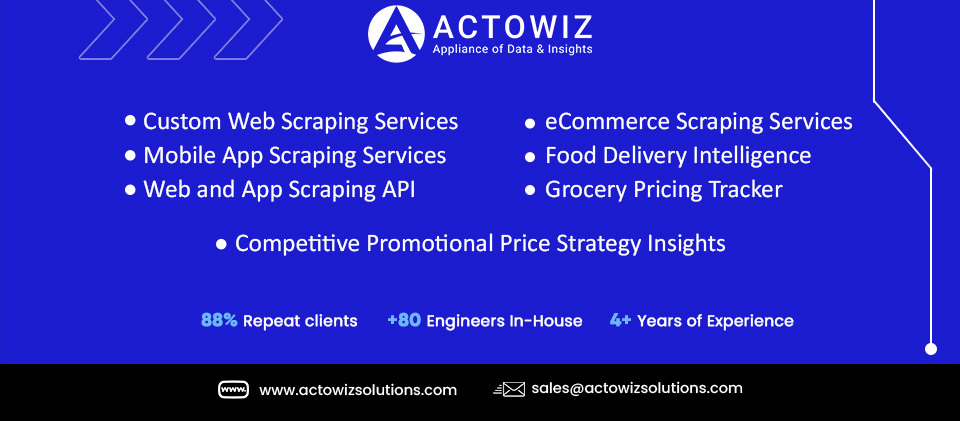 ACTOWIZ
Appliance of Data & Insights
• Custom Web Scraping Services
• Mobile App Scraping Services
• Web and App Scraping API
• eCommerce Scraping Services
• Food Delivery Intelligence
• Grocery Pricing Tracker
• Competitive Promotional Price Strategy Insights
88% Repeat clients
+80 Engineers In-House
4+ Years of Experience
www. www.actowizsolutions.com
sales@actowizsolutions.com